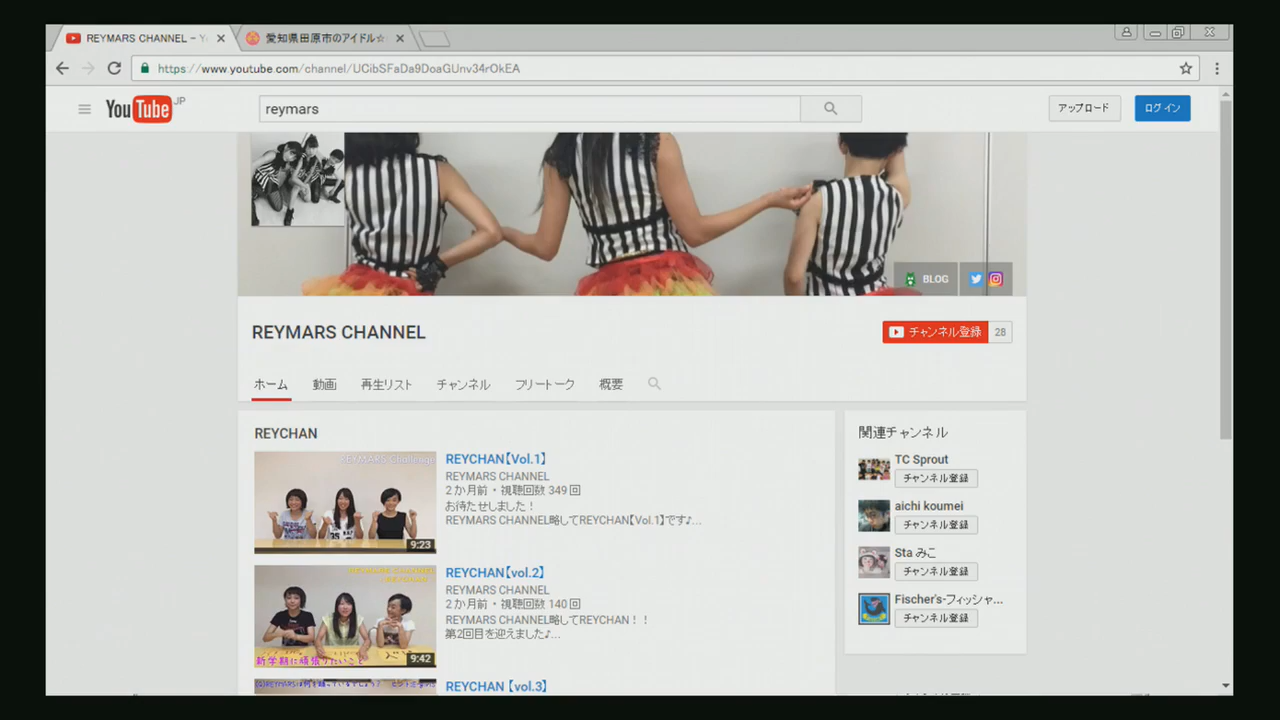 REYMARS CHANNEL - Y
愛知県田原市のアイドル☆
https://www.youtube.com/channel/UCibSFaDa9DoaGUnv34rOkEA
YouTube JP
reymars
アップロード
ログイン
BLOG
REYMARS CHANNEL
チャンネル登録 28
ホーム 動画 再生リスト チャンネル フリートーク 概要
REYCHAN
REYMARS Challenge
9:23
REYCHAN【Vol.1】
REYMARS CHANNEL
2 か月前・視聴回数 349 回
お待たせしました！
REYMARS CHANNEL略してREYCHAN【Vol.1】です♪...
新学期に頑張りたいこと
9:42
REYCHAN【vol.2】
REYMARS CHANNEL
2 か月前・視聴回数 140 回
REYMARS CHANNEL略してREYCHAN！！
第2回目を迎えました♪...
REYCHAN 【vol.3】
関連チャンネル
TC Sprout
チャンネル登録
aichi koumei
チャンネル登録
Sta みこ
チャンネル登録
Fischer's-フィッシャ...
チャンネル登録